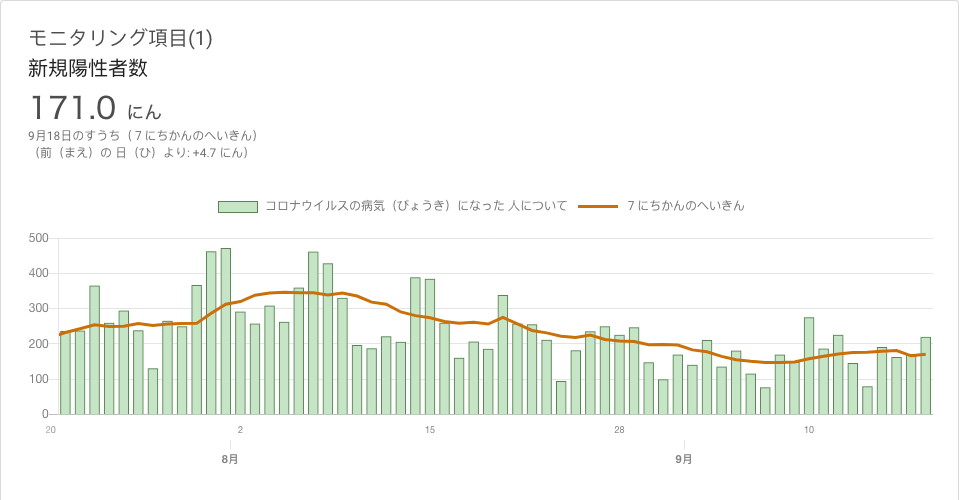 モニタリング項目(1)
新規陽性者数
171.0 にん
9月18日のすうち（７にちかんのへいきん）
（前（まえ）の 日（ひ）より: +4.7 にん）
コロナウイルスの病気（びょうき）になった 人について　７にちかんのへいきん
500
400
300
200
100
0
20 2 15 28 10
8月 9月